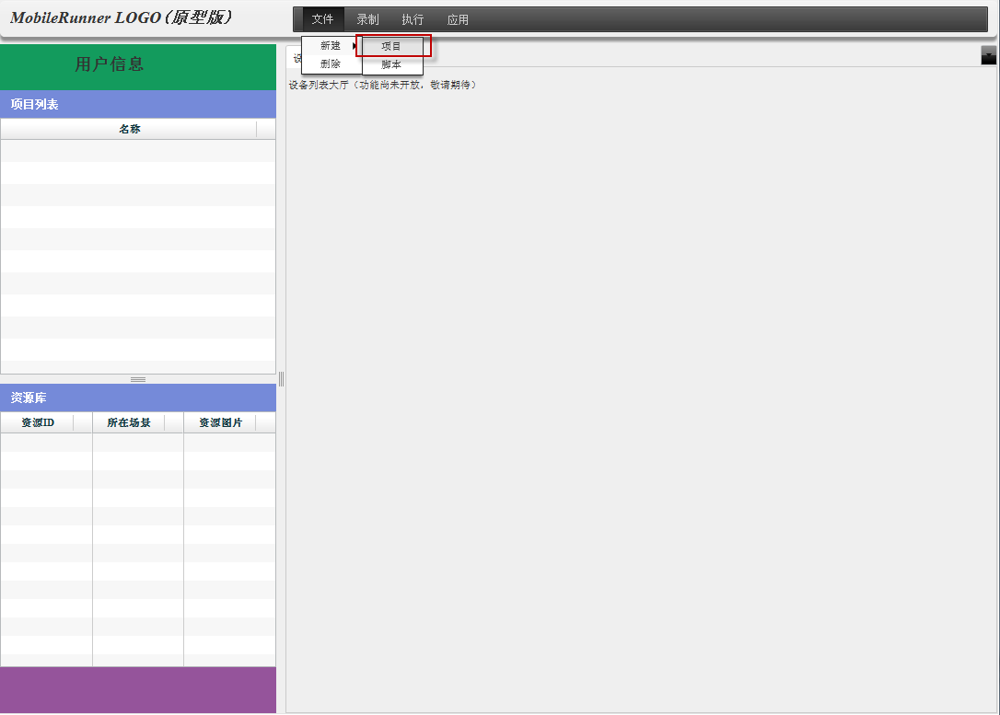 MobileRunner LOGO(原型版)
文件 录制 执行 应用
新建 项目
删除 脚本
用户信息
设
设备列表大厅（功能尚未开放，敬请期待）
项目列表
名称
资源库
资源ID 所在场景 资源图片